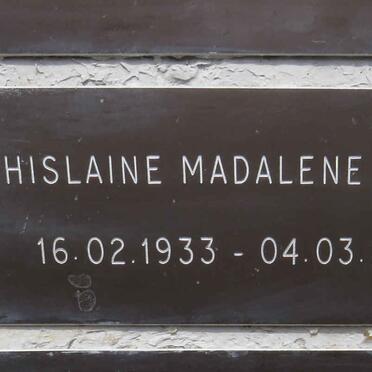 HISLAINE MADALENE
16.02.1933 - 04.03.